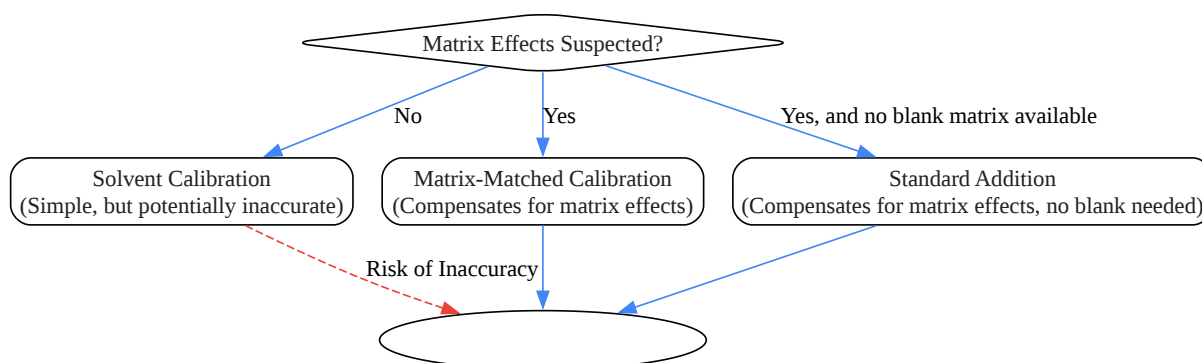 Matrix Effects Suspected?
No
Yes
Yes, and no blank matrix available
Solvent Calibration
(Simple, but potentially inaccurate)
Matrix-Matched Calibration
(Compensates for matrix effects)
Standard Addition
(Compensates for matrix effects, no blank needed)
Risk of Inaccuracy